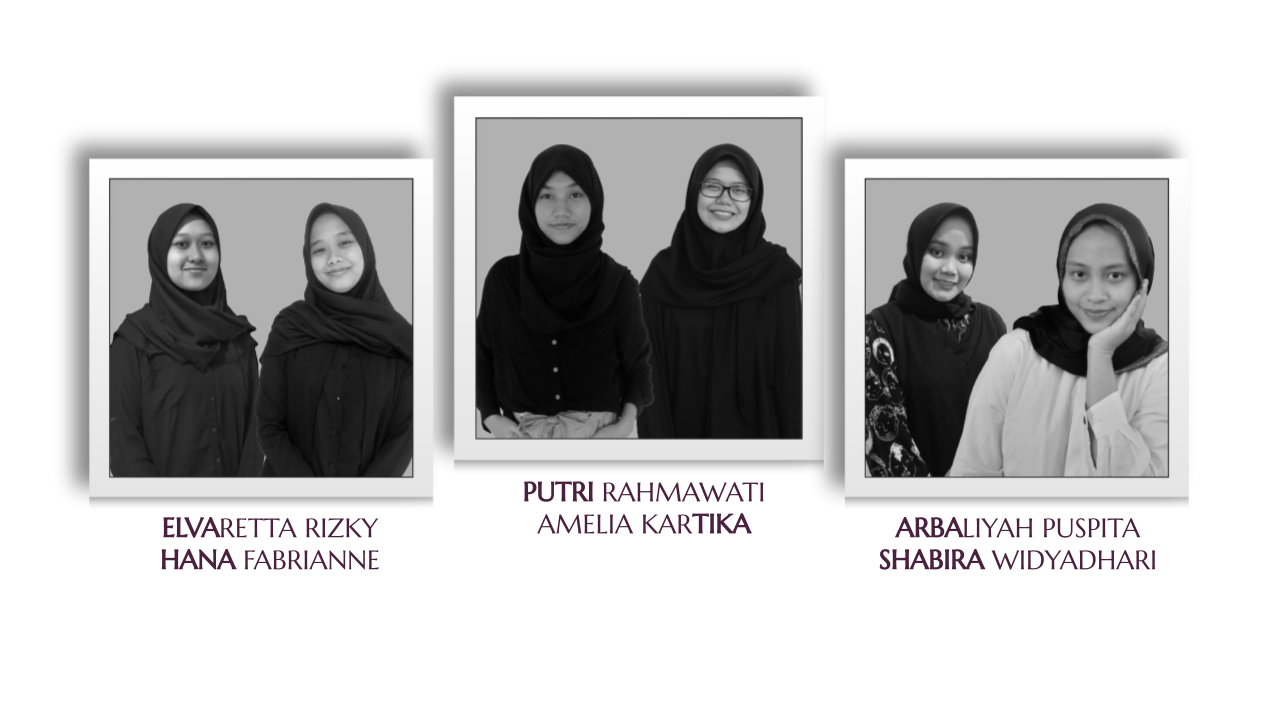 ELVARETTA RIZKY
HANA FABRIANNE
PUTRI RAHMAWATI
AMELIA KARTIKA
ARBALIYAH PUSPITA
SHABIRA WIDYADHARI